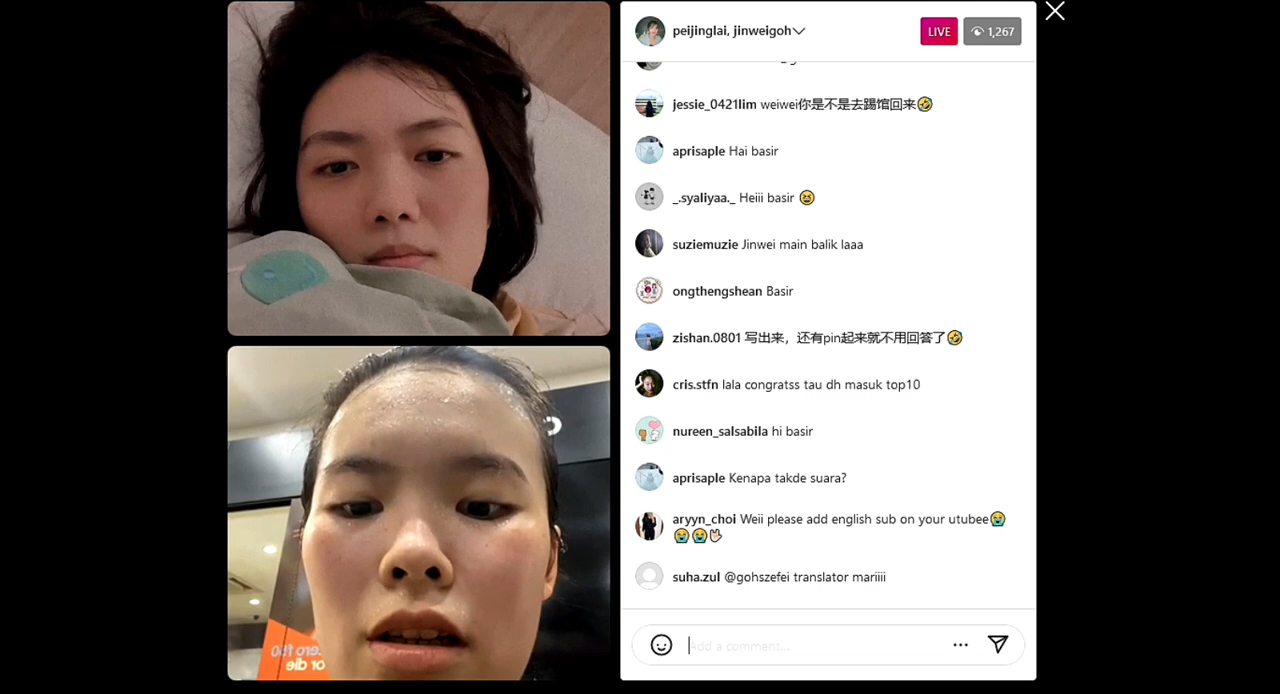 peijinglai, jinweigoh
LIVE
1,267
jessie_0421lim weiwei你是不是去踢馆回来🤣
aprisaple Hai basir
_.syaliyaa._ Heiii basir 😆
suziemuzie Jinwei main balik laaa
ongthengshean Basir
zishan.0801 写出来，还有pin起来就不用回答了🤣
cris.stfn lala congratss tau dh masuk top10
nureen_salsabila hi basir
aprisaple Kenapa takde suara?
aryyn_choi Weii please add english sub on your utubee😭
😭😭🤟🏻
suha.zul @gohszefei translator mariiii
Add a comment...
or die